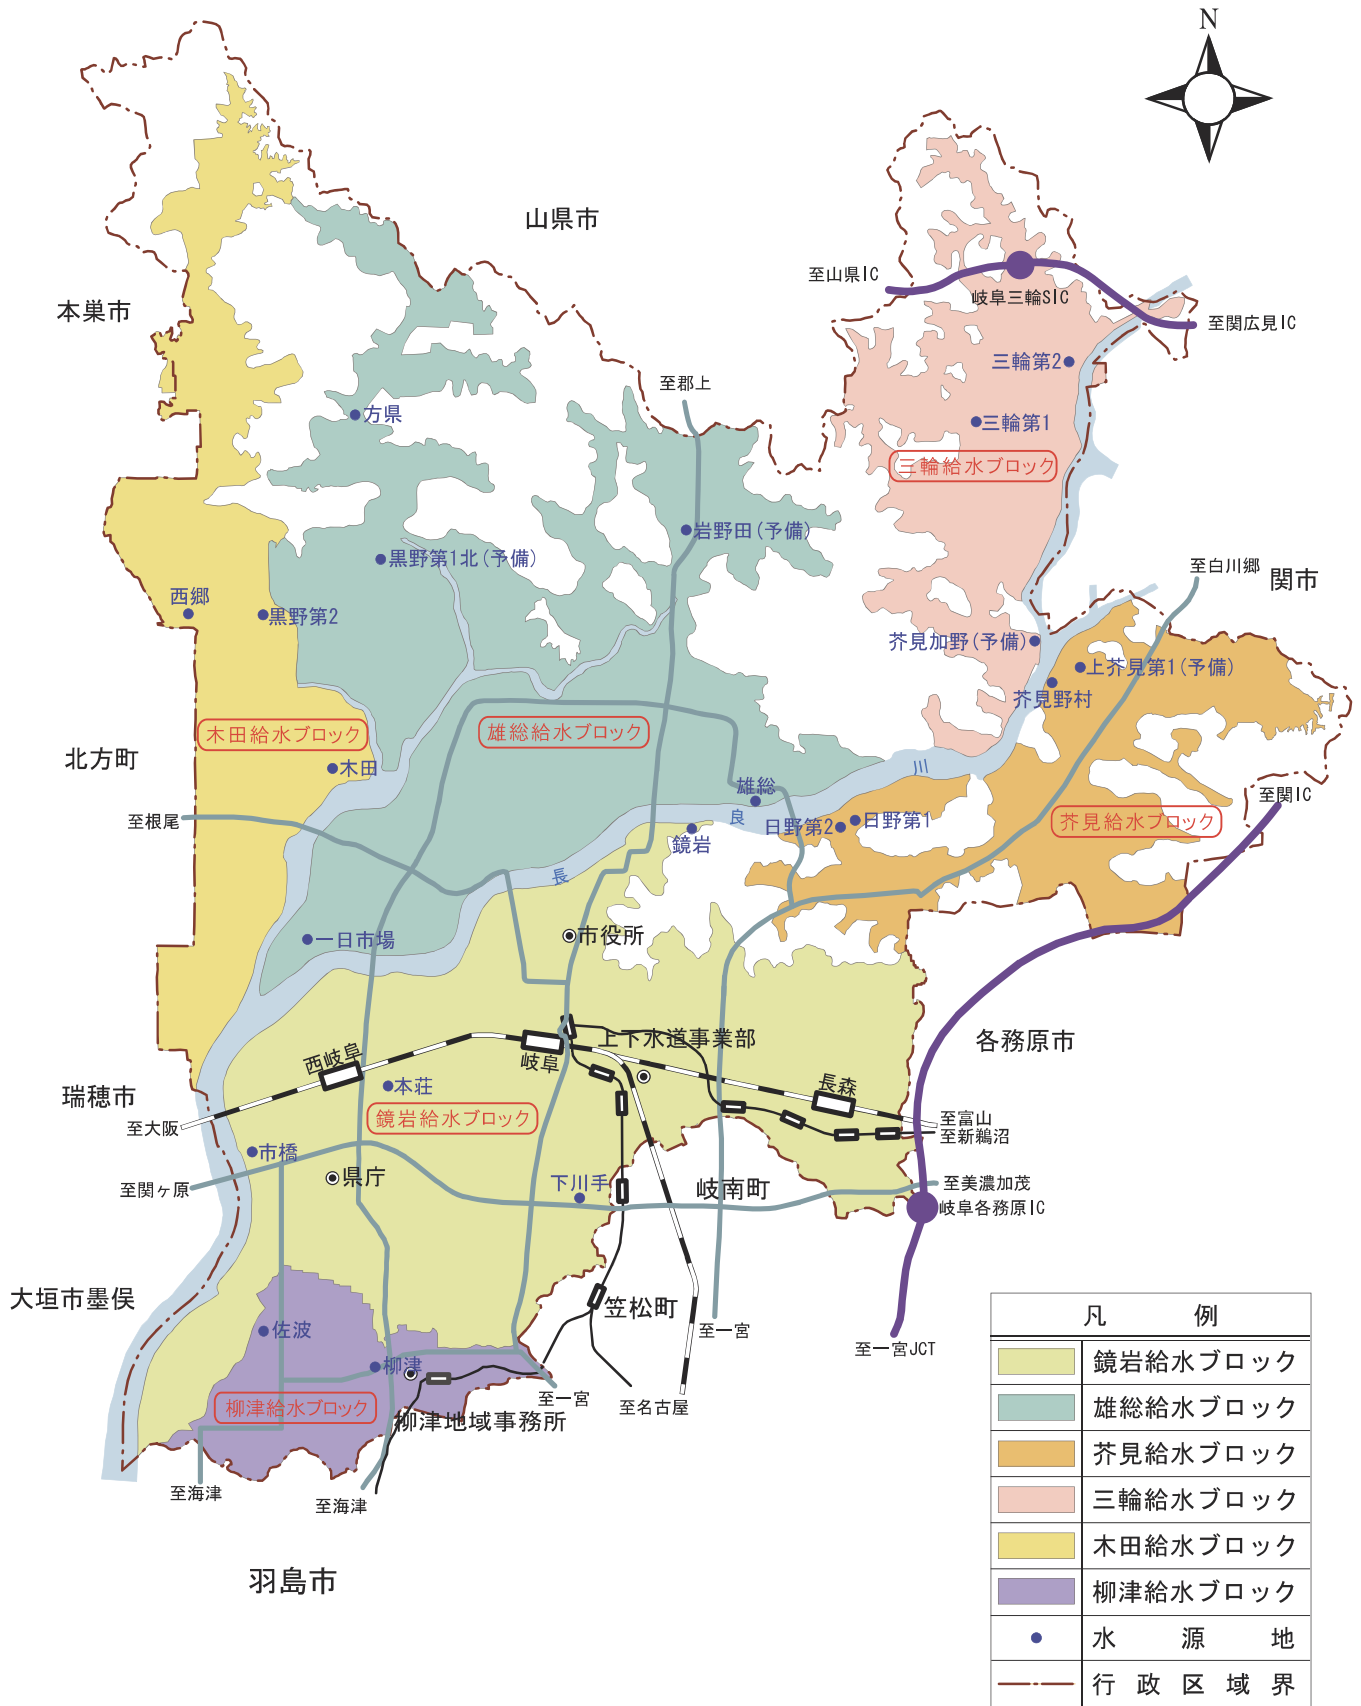 N
山県市
至山県IC
岐阜三輪SIC
本巣市
至関広見IC
三輪第2
至郡上
方県
三輪第1
三輪給水ブロック
岩野田(予備)
黒野第1北(予備)
至白川郷
関市
西郷
黒野第2
芥見加野(予備)
上芥見第1(予備)
芥見野村
木田給水ブロック
雄総給水ブロック
北方町
木田
川
雄総
至関IC
良
至根尾
日野第2
日野第1
芥見給水ブロック
鏡岩
長
一日市場
市役所
上下水道事業部
各務原市
西岐阜
岐阜
本荘
長森
瑞穂市
鏡岩給水ブロック
至大阪
至富山
至新鵜沼
市橋
県庁
下川手
岐南町
至関ヶ原
至美濃加茂
岐阜各務原IC
大垣市墨俣
笠松町
佐波
至一宮
至一宮JCT
柳津
至一宮
至名古屋
柳津給水ブロック
柳津地域事務所
至海津
至海津
羽島市
凡例
鏡岩給水ブロック
雄総給水ブロック
芥見給水ブロック
三輪給水ブロック
木田給水ブロック
柳津給水ブロック
水源地
行政区域界